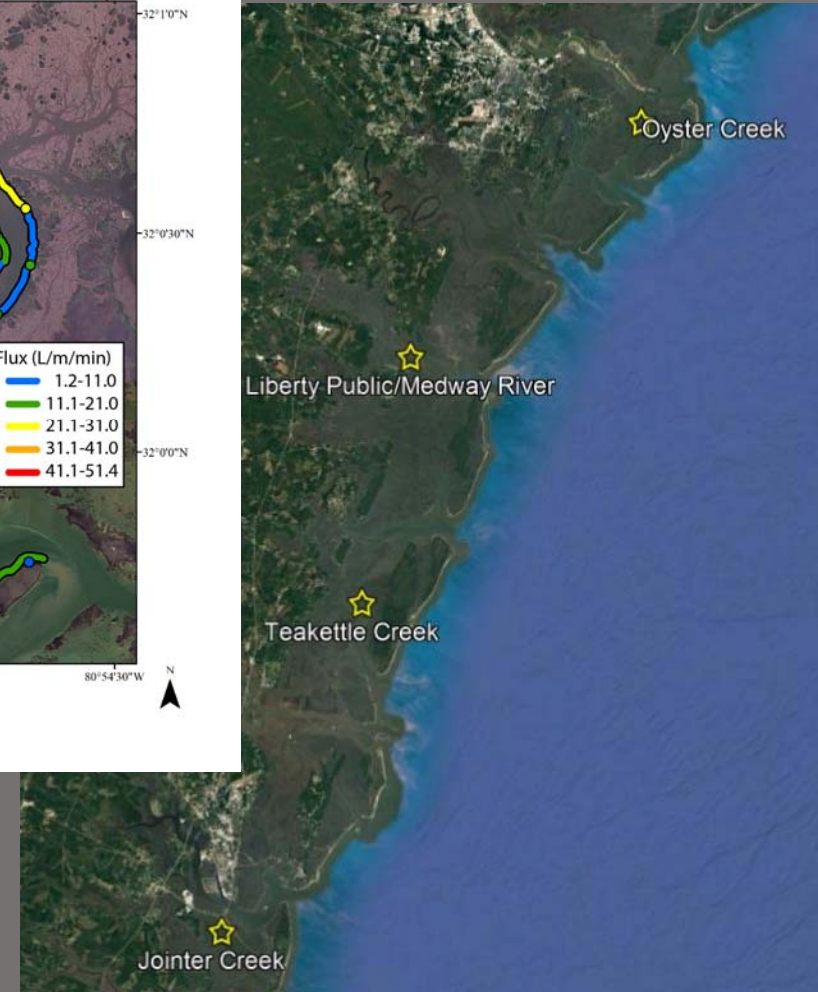 32°1'0"N
32°0'30"N
Flux (L/m/min)
1.2-11.0
11.1-21.0
21.1-31.0
31.1-41.0
41.1-51.4
32°0'0"N
80°54'30"W
N
Oyster Creek
Liberty Public/Medway River
Teakettle Creek
Jointer Creek